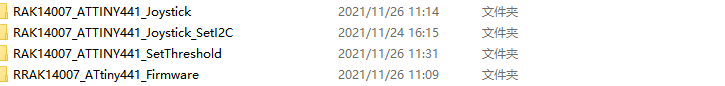 RAK14007_ATTINY441_Joystick 2021/11/26 11:14 文件夹
RAK14007_ATTINY441_Joystick_SetI2C 2021/11/24 16:15 文件夹
RAK14007_ATTINY441_SetThreshold 2021/11/26 11:31 文件夹
RRAK14007_ATtiny441_Firmware 2021/11/26 11:09 文件夹